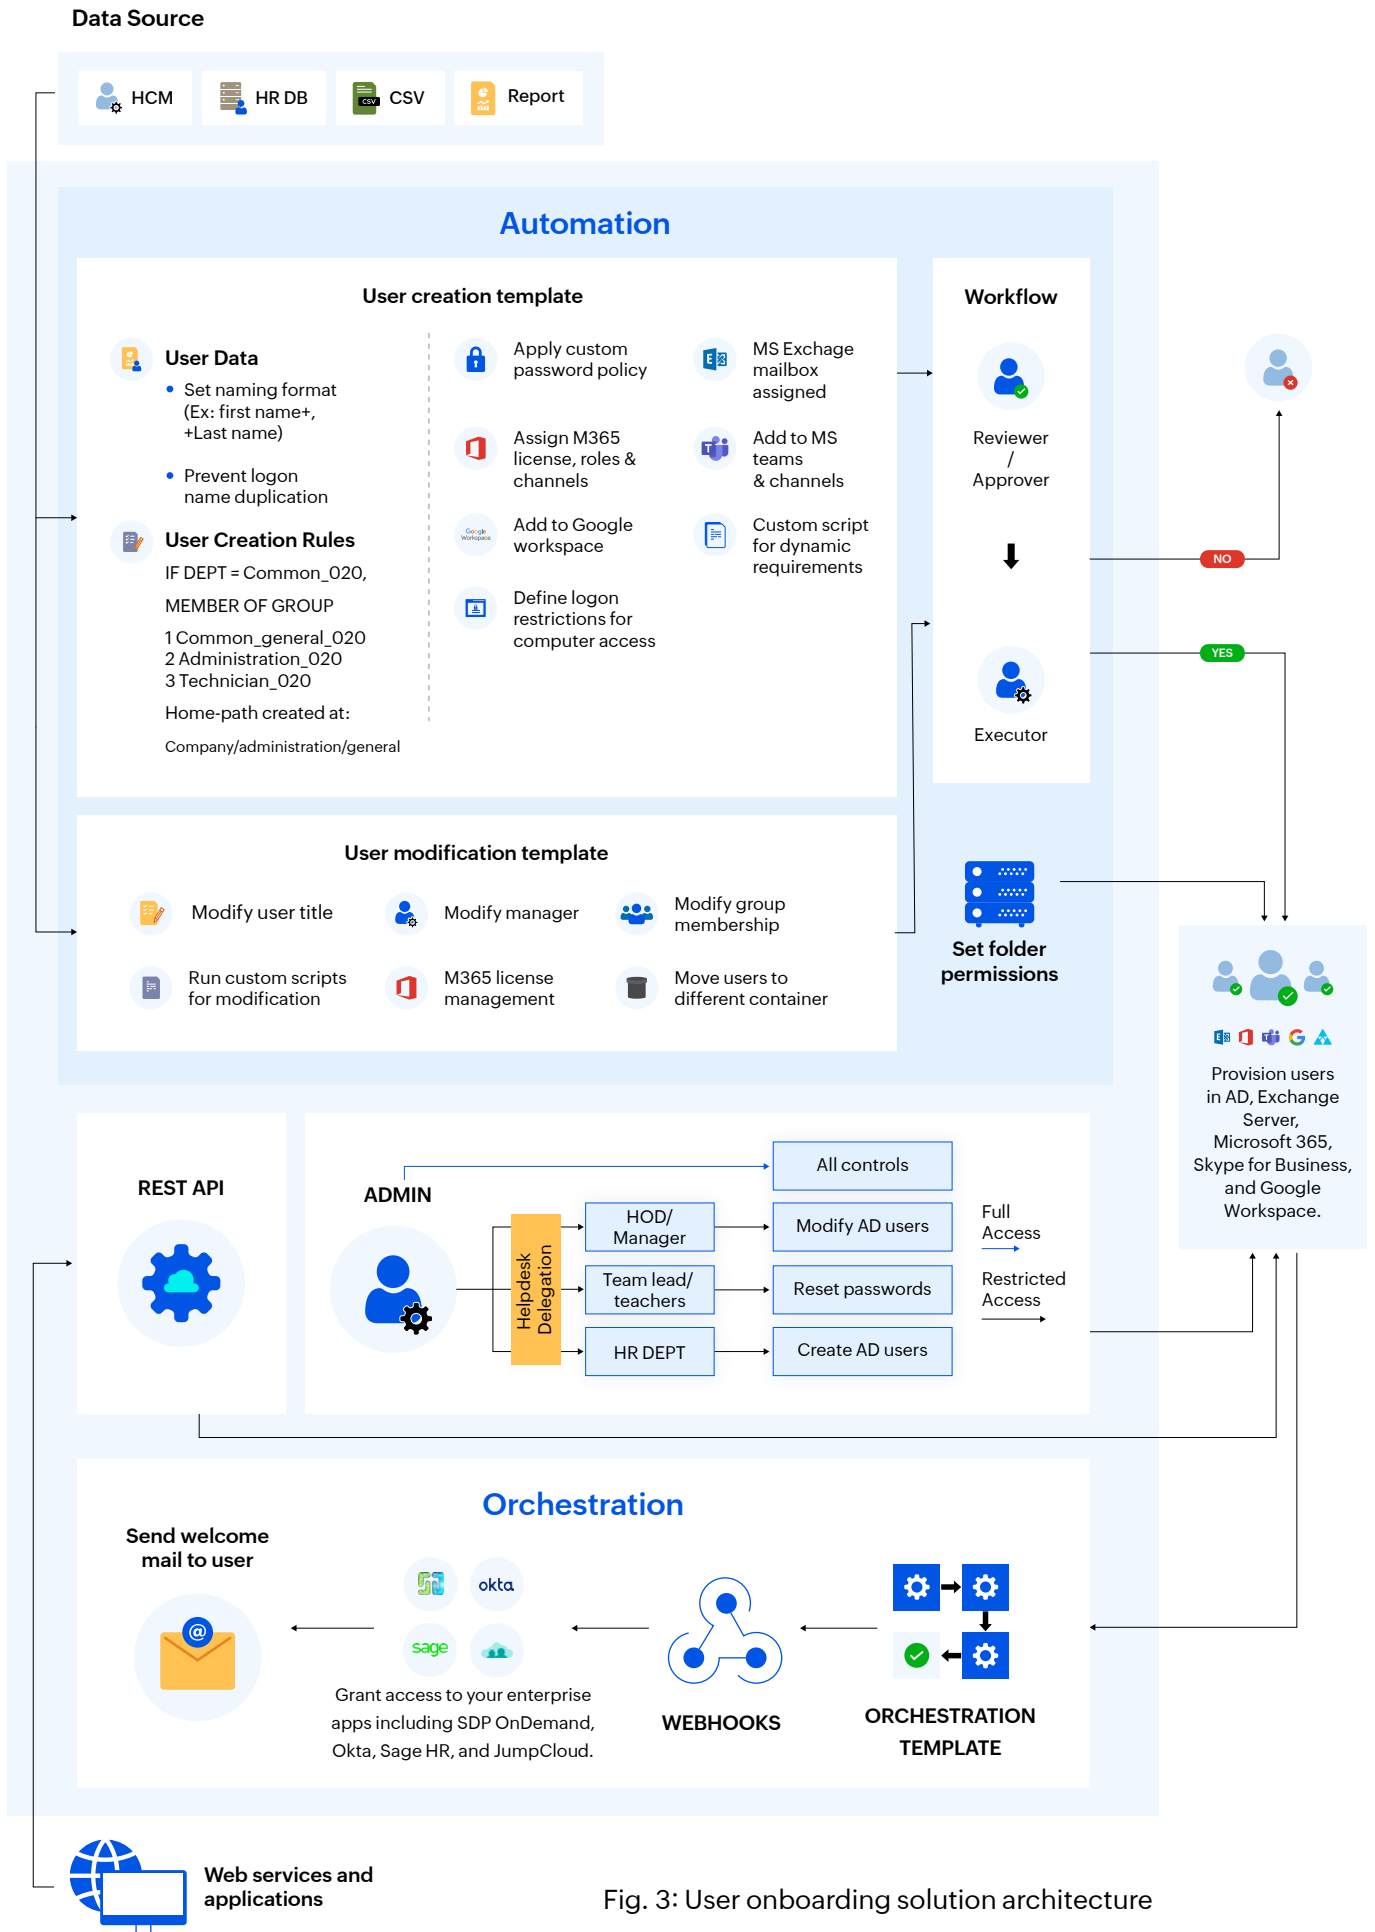 Data Source
HCM
HR DB
CSV
CSV
Report
Automation
User creation template
User Data
Set naming format
(Ex: first name+,
+Last name)
Prevent logon
name duplication
User Creation Rules
IF DEPT = Common_020,
MEMBER OF GROUP
1 Common_general_020
2 Administration_020
3 Technician_020
Home-path created at:
Company/administration/general
Apply custom
password policy
Assign M365
license, roles &
channels
Google
Workspace
Add to Google
workspace
Define logon
restrictions for
computer access
MS Exchage
mailbox
assigned
Add to MS
teams
& channels
Custom script
for dynamic
requirements
Workflow
Reviewer
/
Approver
Executor
NO
YES
User modification template
Modify user title
Modify manager
Modify group
membership
Run custom scripts
for modification
M365 license
management
Move users to
different container
Set folder
permissions
Provision users
in AD, Exchange
Server,
Microsoft 365,
Skype for Business,
and Google
Workspace.
REST API
ADMIN
Helpdesk
Delegation
HOD/
Manager
Team lead/
teachers
HR DEPT
All controls
Modify AD users
Reset passwords
Create AD users
Full
Access
Restricted
Access
Orchestration
Send welcome
mail to user
@
okta
sage
Grant access to your enterprise
apps including SDP OnDemand,
Okta, Sage HR, and JumpCloud.
WEBHOOKS
ORCHESTRATION
TEMPLATE
Web services and
applications
Fig. 3: User onboarding solution architecture